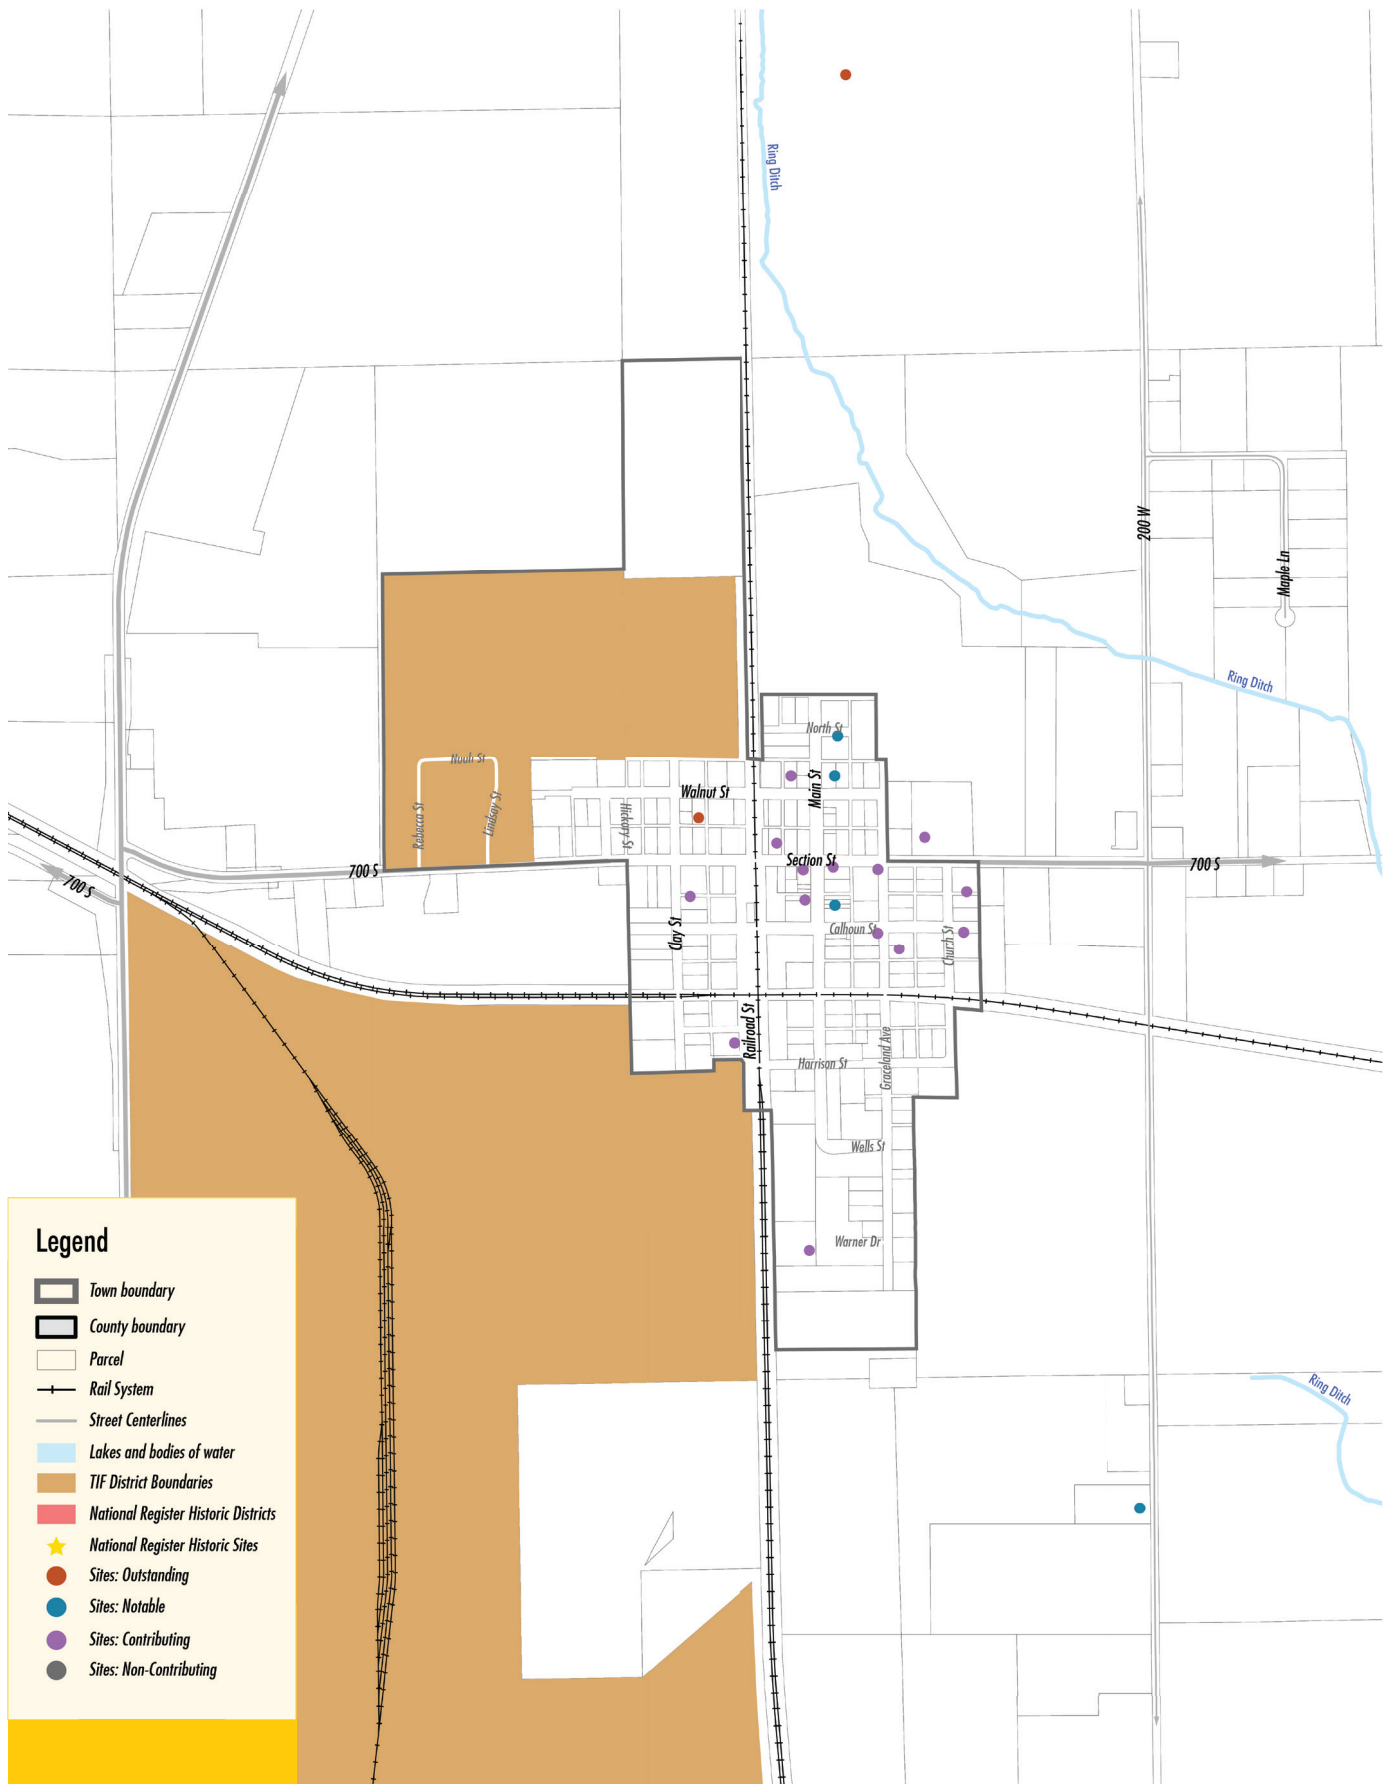 Ring Ditch
200 W
Maple Ln
Ring Ditch
North St
Noah St
Walnut St
Main St
Rebecca St
Lindsay St
Hickory St
Section St
700 S
700 S
700 S
Clay St
Calhoun St
Church St
Railroad St
Harrison St
Graceland Ave
Wells St
Warner Dr
Ring Ditch
Legend
Town boundary
County boundary
Parcel
Rail System
Street Centerlines
Lakes and bodies of water
TIF District Boundaries
National Register Historic Districts
National Register Historic Sites
Sites: Outstanding
Sites: Notable
Sites: Contributing
Sites: Non-Contributing